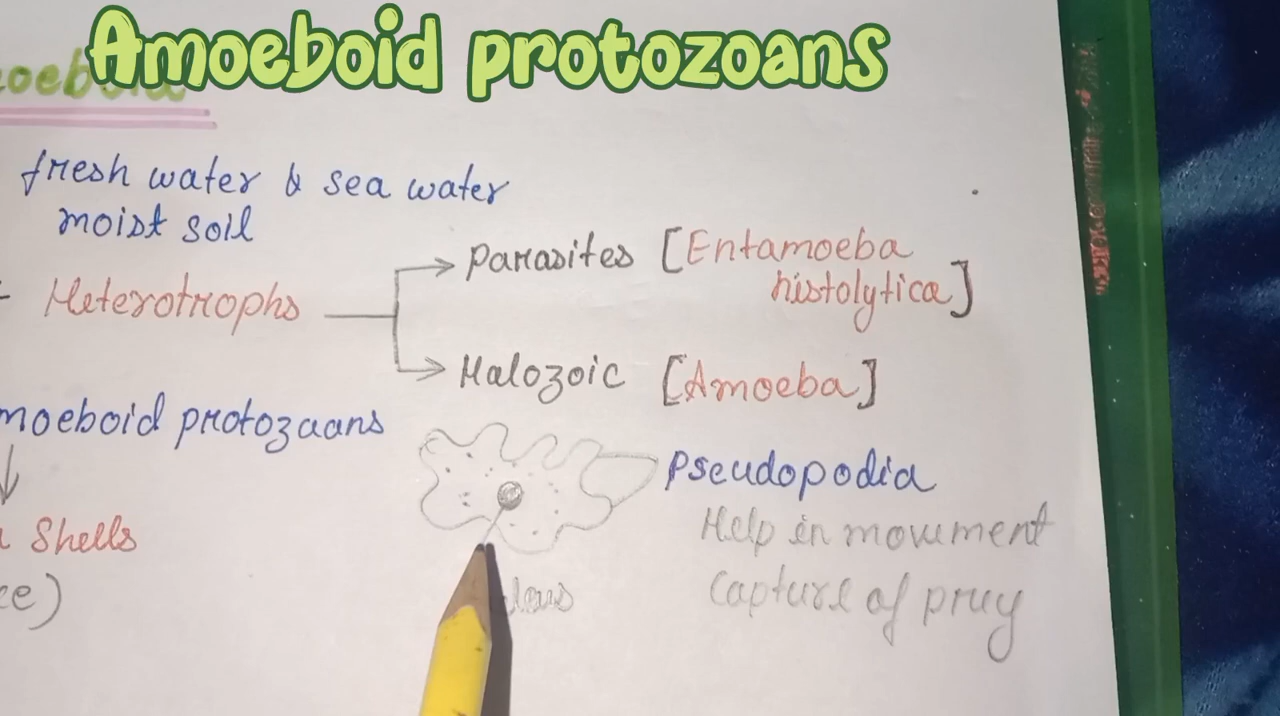 Amoeboid protozoans
fresh water & sea water
moist soil
Heterotrophs
Parasites [Entamoeba
histolytica]
Halozoic [Amoeba]
moeboid protozaans
Shells
Pseudopodia
Help in movement
Capture of prey